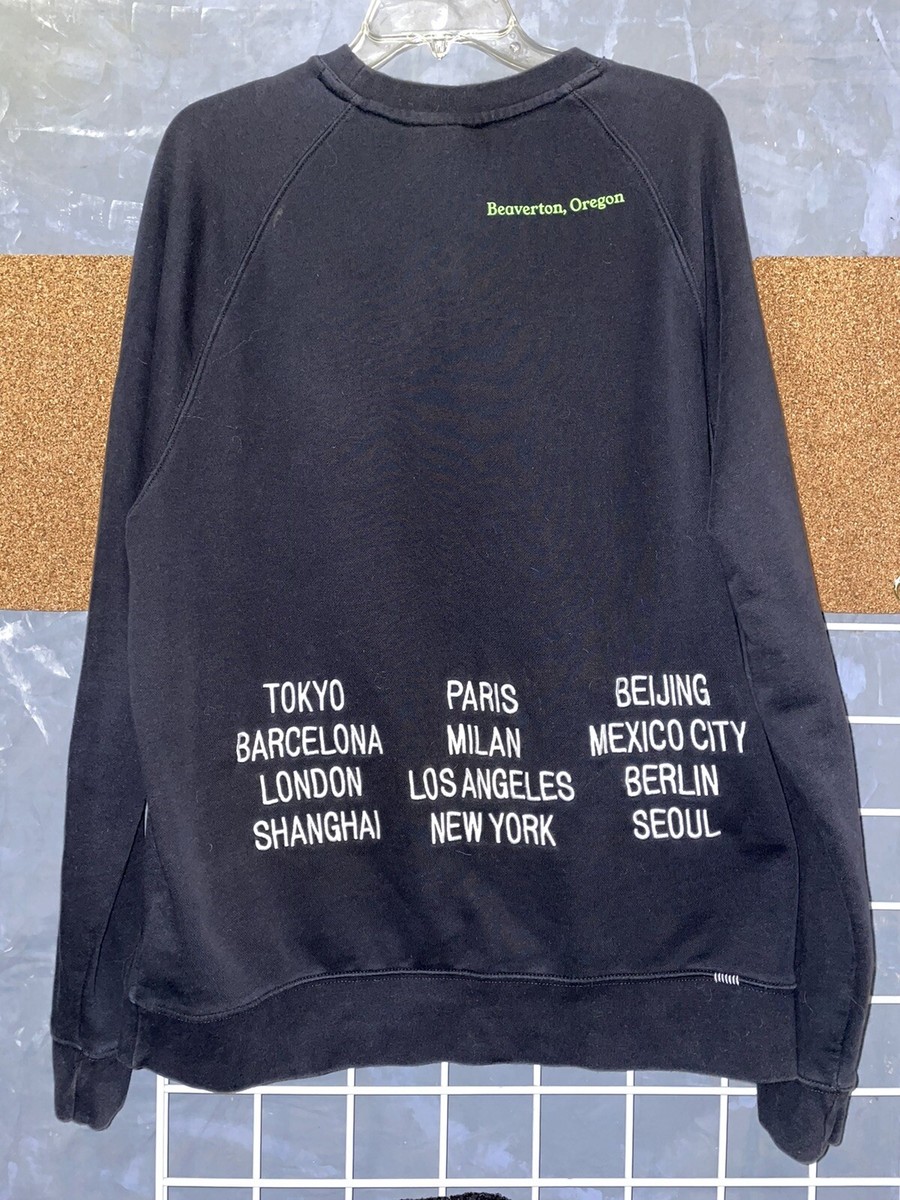 Beaverton, Oregon
TOKYO
BARCELONA
LONDON
SHANGHAI
PARIS
MILAN
LOS ANGELES
NEW YORK
BEIJING
MEXICO CITY
BERLIN
SEOUL